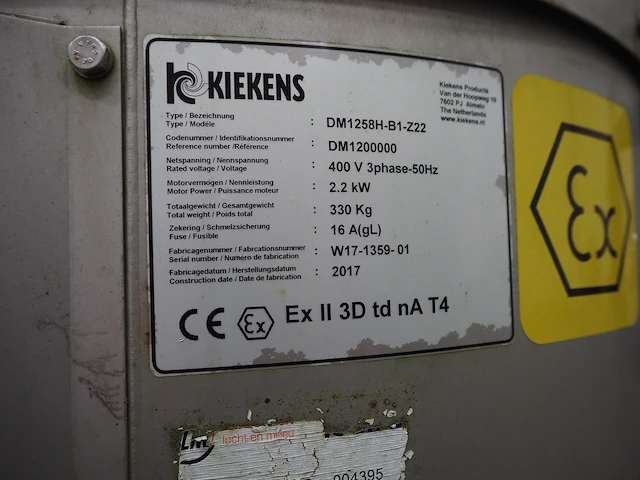 KIEKENS
Kiekens Products
Van der Hoopweg 19
7602 PJ Almelo
The Netherlands
www.kiekens.nl
Type / Bezeichnung
Type / Modèle : DM1258H-B1-Z22
Codenummer / Identifikationsnummer
Reference number /Référence : DM1200000
Netspanning / Nennspannung
Rated voltage / Voltage : 400 V 3phase-50Hz
Motorvermógen / Nennleistung
Motor Power / Puissance moteur : 2.2 kW
Totaalgewicht / Gesamtgewicht
Total weight / Poids total : 330 Kg
Zekering / Schmelzsicherung
Fuse / Fusible : 16 A(gL)
Fabricagenummer / Fabrcationsnummer
Serial number / Numéro de fabrication : W17-1359- 01
Fabricagedatum / Herstellungsdatum
Construction date / Date de fabrication : 2017
CE Ex Ex II 3D td nA T4
Ex
lucht en milieu
004395